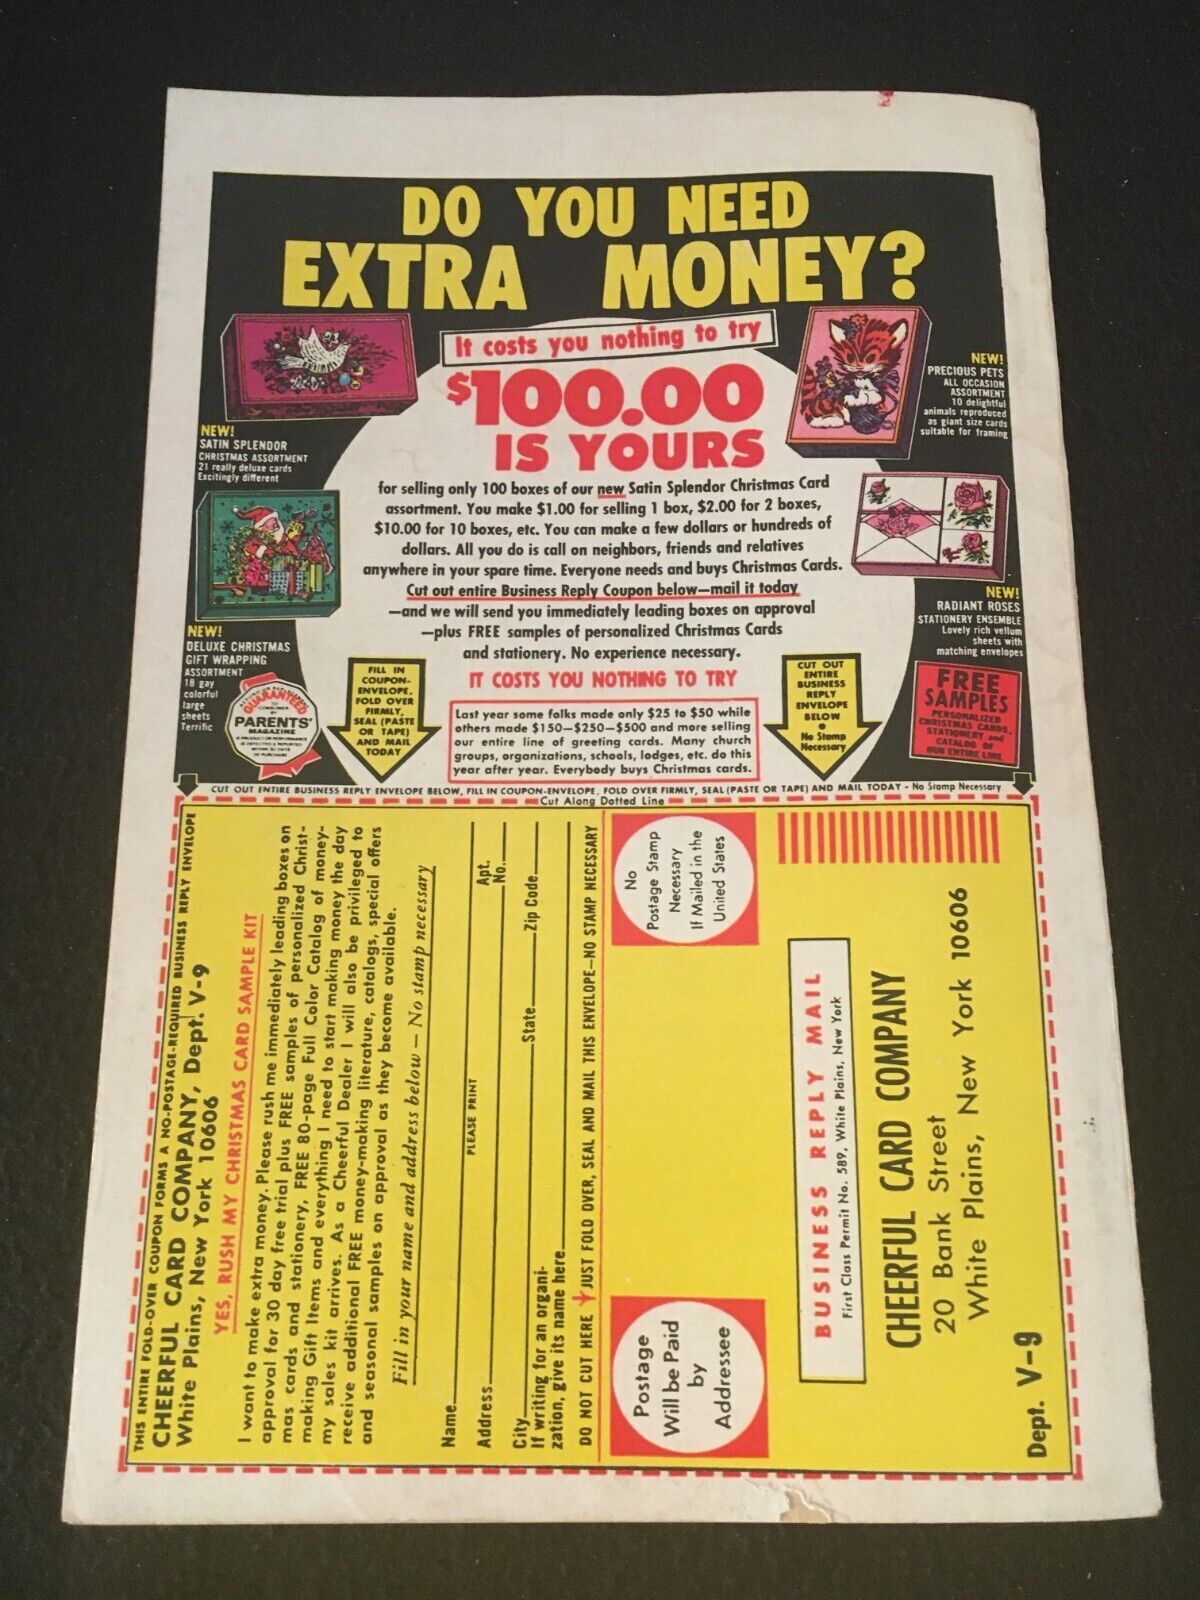 DO YOU NEED
EXTRA MONEY?
It costs you nothing to try
$100.00
IS YOURS
for selling only 100 boxes of our new Satin Splendor Christmas Card
assortment. You make $1.00 for selling 1 box, $2.00 for 2 boxes,
$10.00 for 10 boxes, etc. You can make a few dollars or hundreds of
dollars. All you do is call on neighbors, friends and relatives
anywhere in your spare time. Everyone needs and buys Christmas Cards.
Cut out entire Business Reply Coupon below—mail it today
—and we will send you immediately leading boxes on approval
—plus FREE samples of personalized Christmas Cards
and stationery. No experience necessary.
IT COSTS YOU NOTHING TO TRY
Last year some folks made only $25 to $50 while
others made $150—$250—$500 and more selling
our entire line of greeting cards. Many church
groups, organizations, schools, lodges, etc. do this
year after year. Everybody buys Christmas cards.
NEW!
SATIN SPLENDOR
CHRISTMAS ASSORTMENT
21 really deluxe cards
Excitingly different
NEW!
DELUXE CHRISTMAS
GIFT WRAPPING
ASSORTMENT
18 gay
colorful
large
sheets
Terrific
GUARANTEED
TO CONSUMER
BY
PARENTS'
MAGAZINE
IF PRODUCT OR PERFORMANCE
IS DEFECTIVE & REPORTED
WITHIN 30 DAYS
OF PURCHASE
NEW!
PRECIOUS PETS
ALL OCCASION
ASSORTMENT
10 delightful
animals reproduced
as giant size cards
suitable for framing
NEW!
RADIANT ROSES
STATIONERY ENSEMBLE
Lovely rich vellum
sheets with
matching envelopes
FREE
SAMPLES
PERSONALIZED
CHRISTMAS CARDS,
STATIONERY and
CATALOG OF
OUR ENTIRE LINE
FILL IN
COUPON-
ENVELOPE,
FOLD OVER
FIRMLY,
SEAL (PASTE
OR TAPE)
AND MAIL
TODAY
CUT OUT
ENTIRE
BUSINESS
REPLY
ENVELOPE
BELOW
No Stamp
Necessary
CUT OUT ENTIRE BUSINESS REPLY ENVELOPE BELOW, FILL IN COUPON-ENVELOPE, FOLD OVER FIRMLY, SEAL (PASTE OR TAPE) AND MAIL TODAY - No Stamp Necessary
Cut Along Dotted Line
THIS ENTIRE FOLD-OVER COUPON FORMS A NO-POSTAGE-REQUIRED BUSINESS REPLY ENVELOPE
CHEERFUL CARD COMPANY, Dept. V-9
White Plains, New York 10606
YES, RUSH MY CHRISTMAS CARD SAMPLE KIT
I want to make extra money. Please rush me immediately leading boxes on
approval for 30 day free trial plus FREE samples of personalized Christ-
mas cards and stationery, FREE 80-page Full Color Catalog of money-
making Gift Items and everything I need to start making money the day
my sales kit arrives. As a Cheerful Dealer I will also be privileged to
receive additional FREE money-making literature, catalogs, special offers
and seasonal samples on approval as they become available.
Fill in your name and address below — No stamp necessary
Name
PLEASE PRINT
Address Apt. No.
City State Zip Code
If writing for an organi-
zation, give its name here
DO NOT CUT HERE JUST FOLD OVER, SEAL AND MAIL THIS ENVELOPE—NO STAMP NECESSARY
No
Postage Stamp
Necessary
If Mailed in the
United States
Postage
Will be Paid
by
Addressee
BUSINESS REPLY MAIL
First Class Permit No. 589, White Plains, New York
CHEERFUL CARD COMPANY
20 Bank Street
White Plains, New York 10606
Dept. V-9